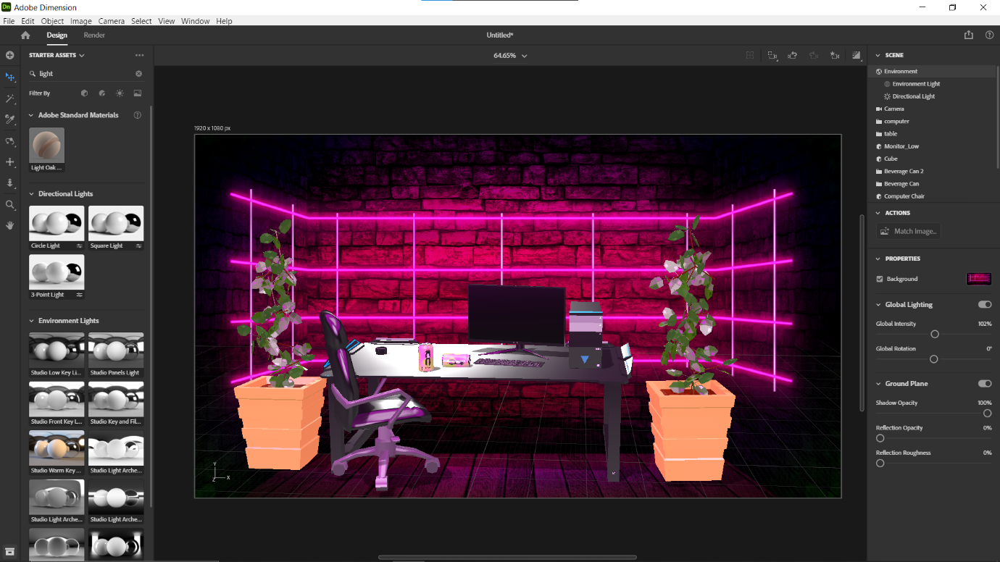 Dn Adobe Dimension
File Edit Object Image Camera Select View Window Help
Design Render Untitled*
STARTER ASSETS
64.65%
light
Filter By
Adobe Standard Materials
Light Oak ...
Directional Lights
Circle Light Square Light
3-Point Light
Environment Lights
Studio Low Key Li... Studio Panels Light
Studio Front Key L... Studio Key and Fil...
Studio Warm Key ... Studio Light Arche...
Studio Light Arche... Studio Light Arche...
1920 x 1080 px
Y
Z X
SCENE
Environment
Environment Light
Directional Light
Camera
computer
table
Monitor_Low
Cube
Beverage Can 2
Beverage Can
Computer Chair
ACTIONS
Match Image...
PROPERTIES
Background
Global Lighting
Global Intensity 102%
Global Rotation 0°
Ground Plane
Shadow Opacity 100%
Reflection Opacity 0%
Reflection Roughness 0%